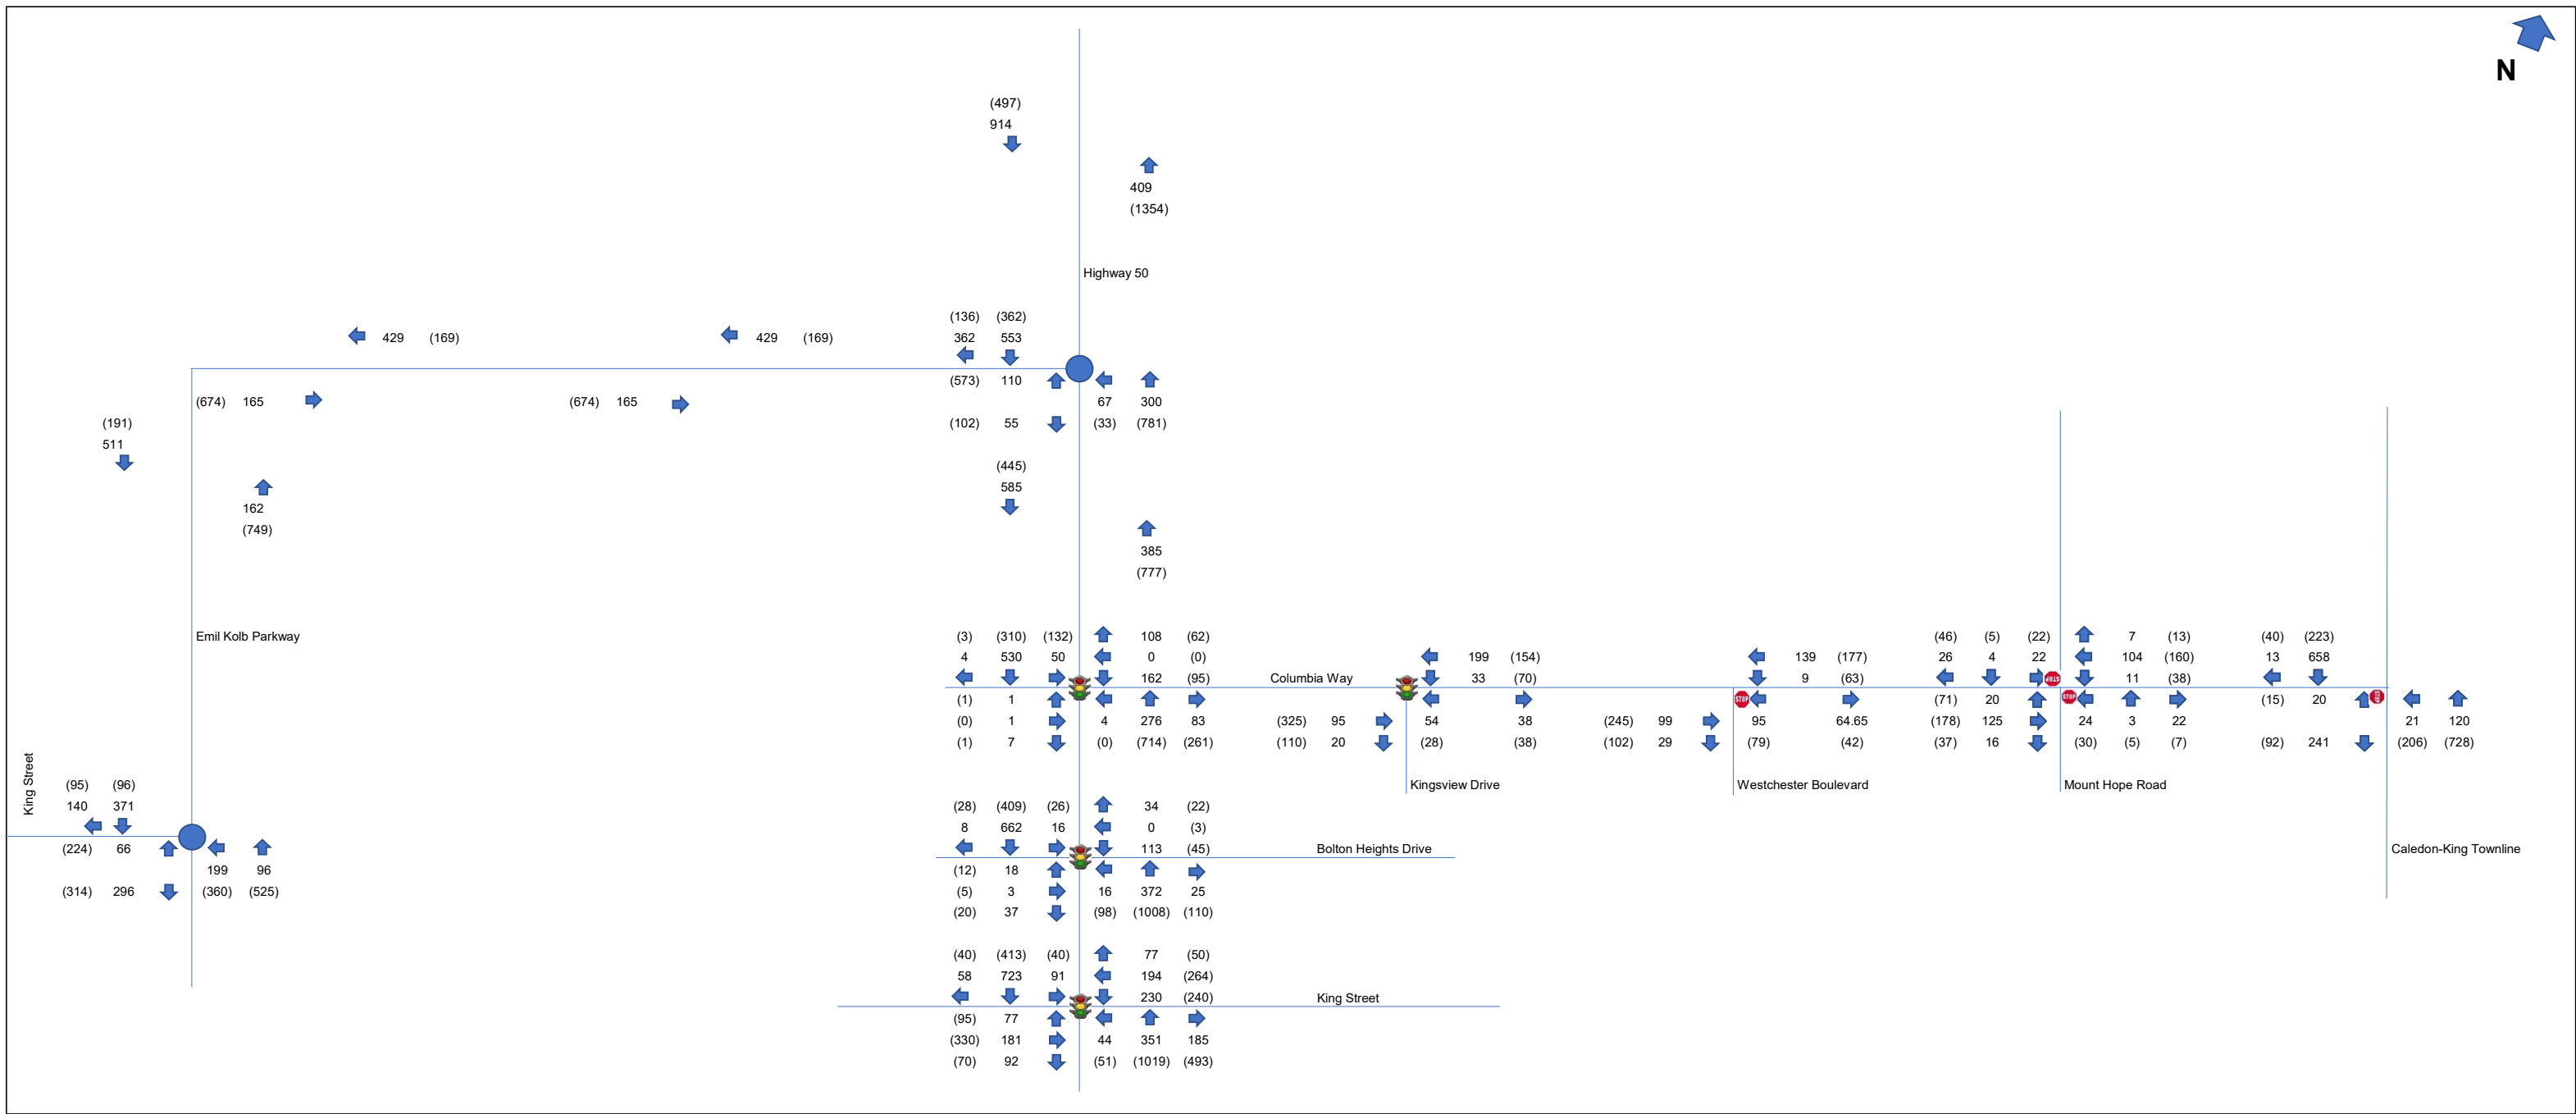 N
(497)
914
409
(1354)
Highway 50
(136) (362)
429 (169) 429 (169) 362 553
(573) 110
(674) 165 (674) 165 67 300
(102) 55 (33) (781)
(191)
511
(445)
585
162
(749)
385
(777)
Emil Kolb Parkway
(3) (310) (132) 108 (62)
4 530 50 0 (0)
162 (95)
Columbia Way
(1) 1
(0) 1 4 276 83
(1) 7 (0) (714) (261)
199 (154)
33 (70)
(325) 95 54 38
(110) 20 (28) (38)
Kingsview Drive
139 (177)
9 (63)
(245) 99 95 64.65
(102) 29 (79) (42)
STOP
Westchester Boulevard
(46) (5) (22) 7 (13)
26 4 22 104 (160)
11 (38)
STOP
STOP
(71) 20
(178) 125 24 3 22
(37) 16 (30) (5) (7)
Mount Hope Road
(40) (223)
13 658
(15) 20
STOP
21 120
(92) 241 (206) (728)
Caledon-King Townline
King Street
(95) (96)
140 371
(224) 66
199 96
(314) 296 (360) (525)
(28) (409) (26) 34 (22)
8 662 16 0 (3)
113 (45)
Bolton Heights Drive
(12) 18
(5) 3 16 372 25
(20) 37 (98) (1008) (110)
(40) (413) (40) 77 (50)
58 723 91 194 (264)
230 (240)
King Street
(95) 77
(330) 181 44 351 185
(70) 92 (51) (1019) (493)